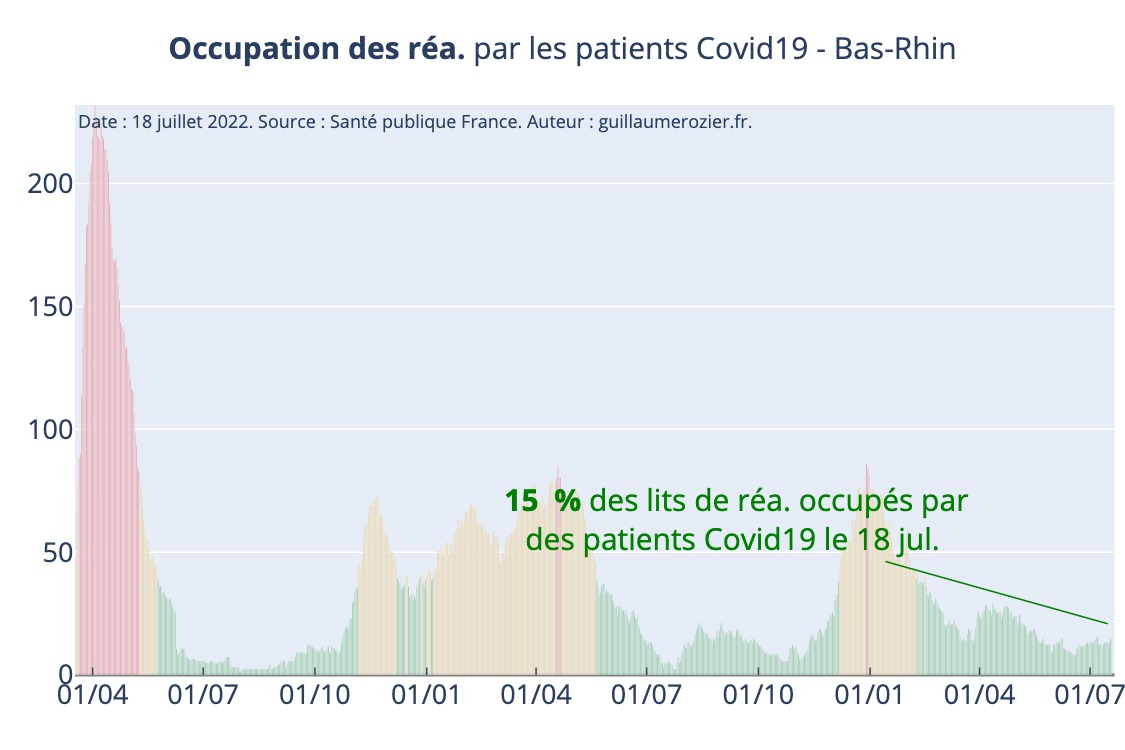 Occupation des réa. par les patients Covid19 - Bas-Rhin
Date : 18 juillet 2022. Source : Santé publique France. Auteur : guillaumerozier.fr.
200
150
100
50
0
15 % des lits de réa. occupés par
des patients Covid19 le 18 jul.
01/04 01/07 01/10 01/01 01/04 01/07 01/10 01/01 01/04 01/07